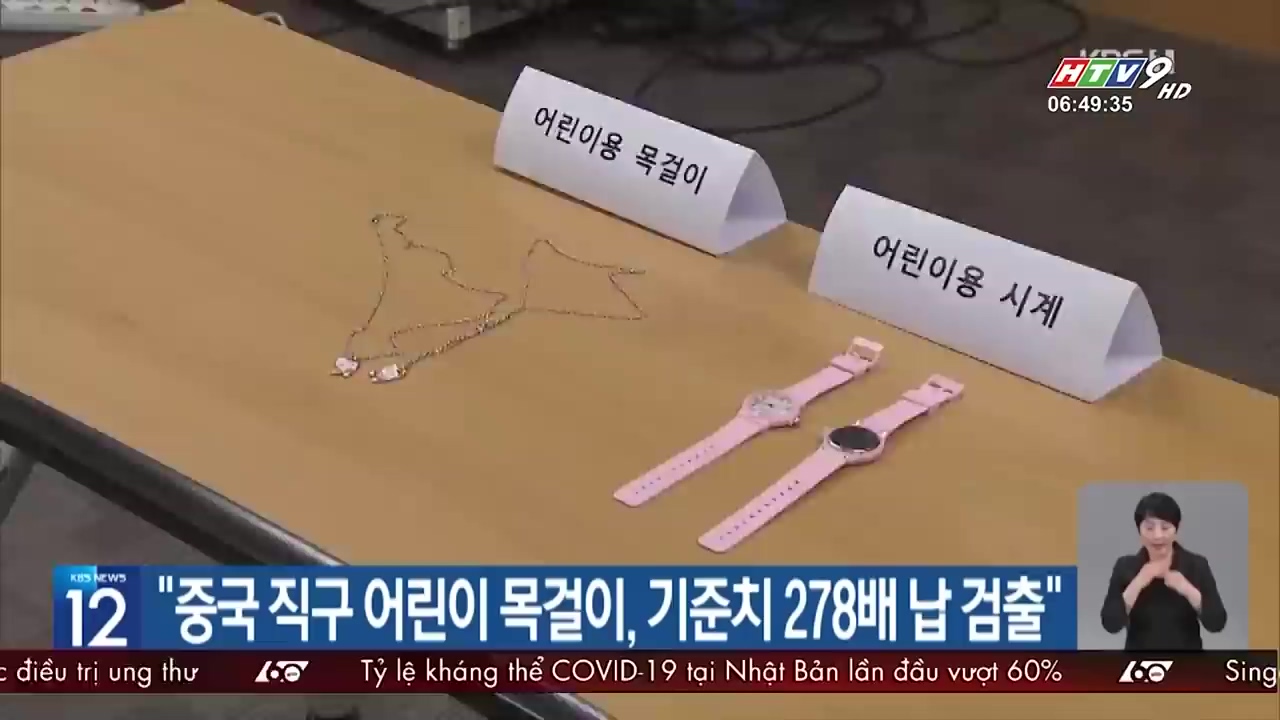 HTV9 HD
06:49:35
어린이용 목걸이
어린이용 시계
KBS NEWS
12
"중국 직구 어린이 목걸이, 기준치 278배 납 검출"
c điều trị ung thư
60
Tỷ lệ kháng thể COVID-19 tại Nhật Bản lần đầu vượt 60%
60
Sing